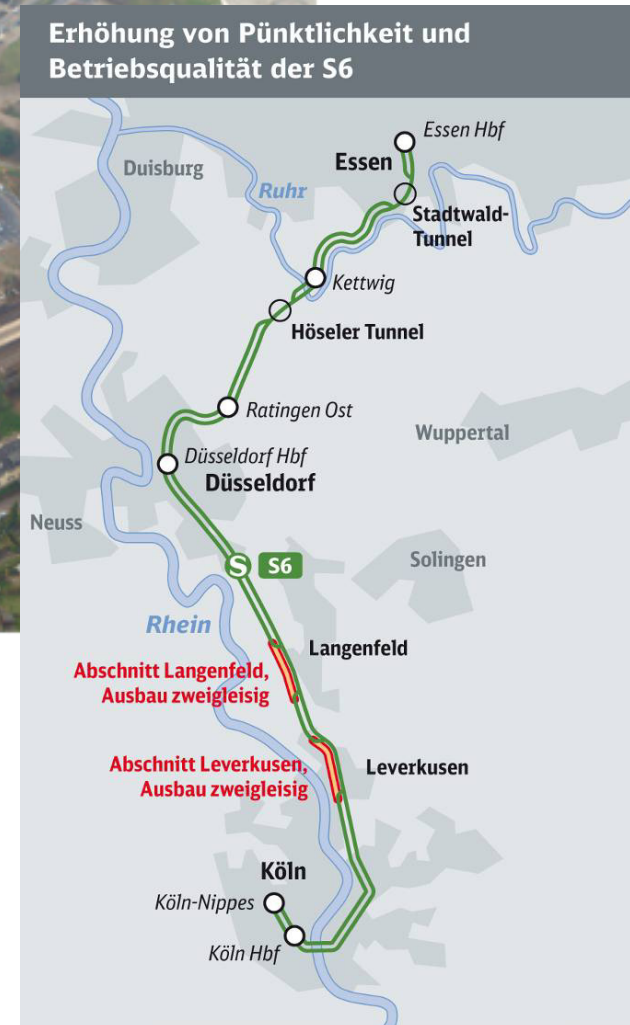 Erhöhung von Pünktlichkeit und
Betriebsqualität der S6
Essen Hbf
Essen
Duisburg
Ruhr
Stadtwald-
Tunnel
Kettwig
Höseler Tunnel
Ratingen Ost
Wuppertal
Düsseldorf Hbf
Düsseldorf
Neuss
Solingen
S S6
Rhein
Langenfeld
Abschnitt Langenfeld,
Ausbau zweigleisig
Abschnitt Leverkusen,
Ausbau zweigleisig
Leverkusen
Köln
Köln-Nippes
Köln Hbf